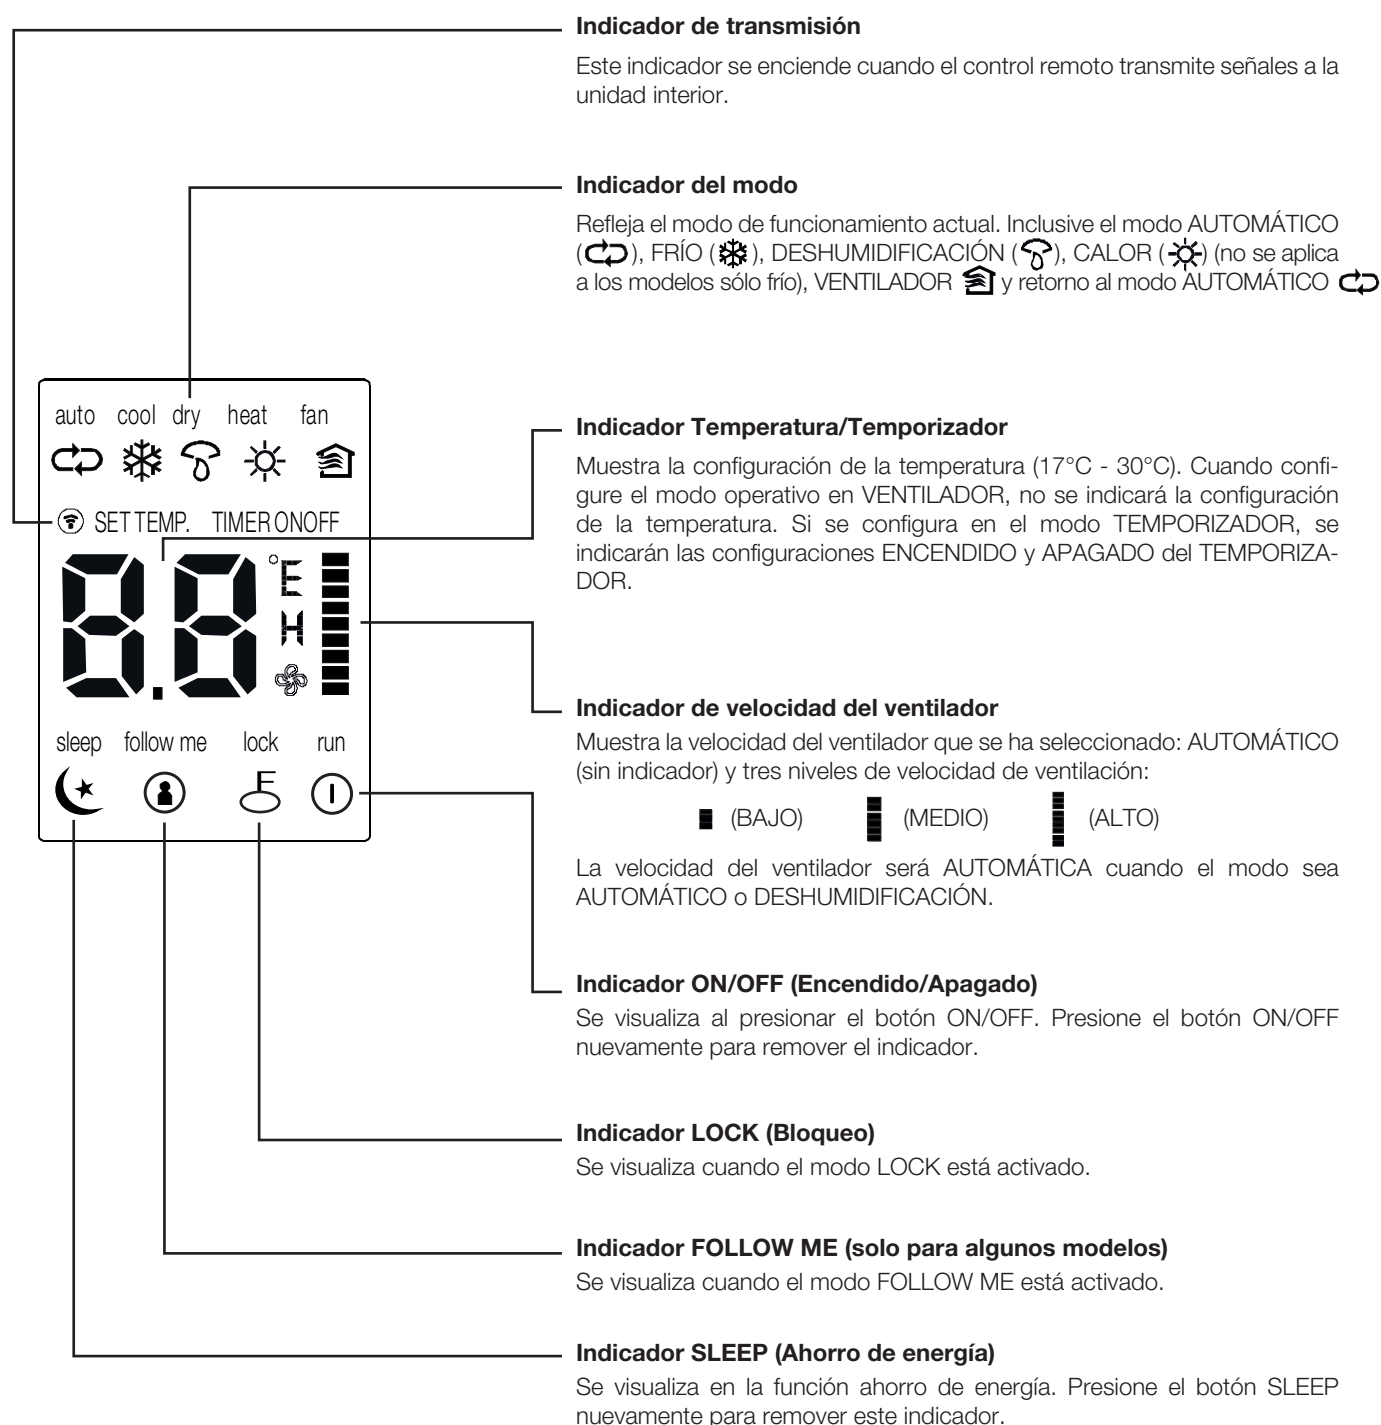 Indicador de transmisión
Este indicador se enciende cuando el control remoto transmite señales a la
unidad interior.
Indicador del modo
Refleja el modo de funcionamiento actual. Inclusive el modo AUTOMÁTICO
( ), FRÍO ( ), DESHUMIDIFICACIÓN ( ), CALOR ( ) (no se aplica
a los modelos sólo frío), VENTILADOR y retorno al modo AUTOMÁTICO
auto cool dry heat fan
SET TEMP. TIMER ONOFF
8.8 °E
H
sleep follow me lock run
Indicador Temperatura/Temporizador
Muestra la configuración de la temperatura (17°C - 30°C). Cuando confi-
gure el modo operativo en VENTILADOR, no se indicará la configuración
de la temperatura. Si se configura en el modo TEMPORIZADOR, se
indicarán las configuraciones ENCENDIDO y APAGADO del TEMPORIZA-
DOR.
Indicador de velocidad del ventilador
Muestra la velocidad del ventilador que se ha seleccionado: AUTOMÁTICO
(sin indicador) y tres niveles de velocidad de ventilación:
(BAJO) (MEDIO) (ALTO)
La velocidad del ventilador será AUTOMÁTICA cuando el modo sea
AUTOMÁTICO o DESHUMIDIFICACIÓN.
Indicador ON/OFF (Encendido/Apagado)
Se visualiza al presionar el botón ON/OFF. Presione el botón ON/OFF
nuevamente para remover el indicador.
Indicador LOCK (Bloqueo)
Se visualiza cuando el modo LOCK está activado.
Indicador FOLLOW ME (solo para algunos modelos)
Se visualiza cuando el modo FOLLOW ME está activado.
Indicador SLEEP (Ahorro de energía)
Se visualiza en la función ahorro de energía. Presione el botón SLEEP
nuevamente para remover este indicador.